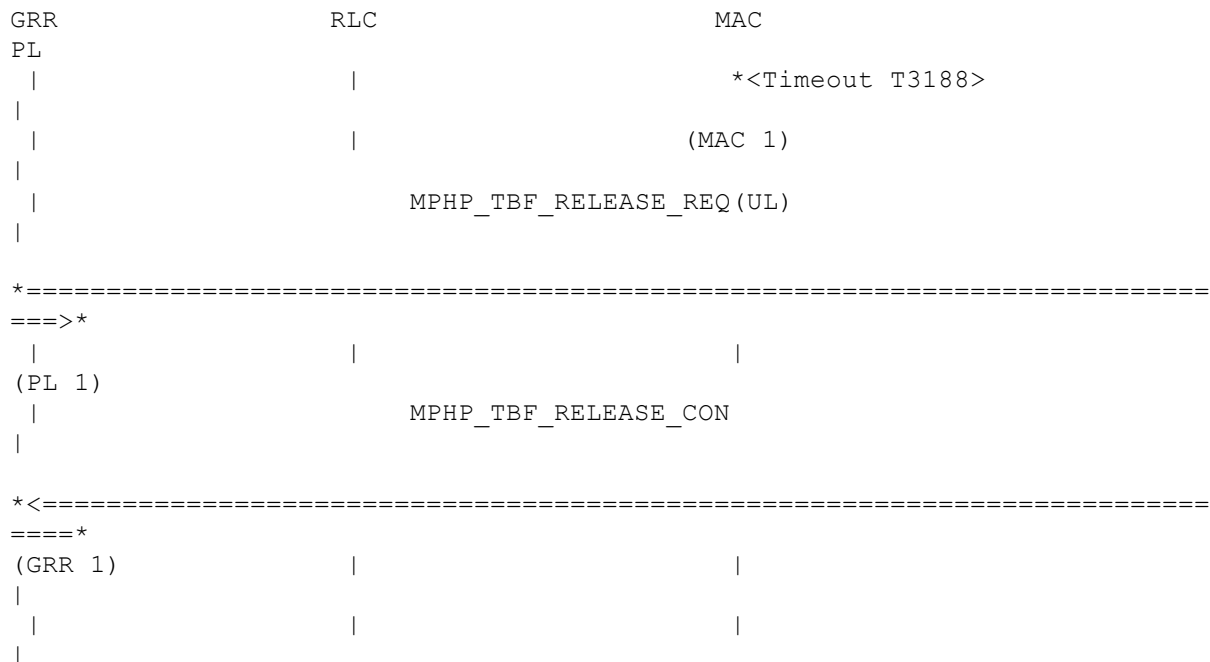 GRR                 RLC                     MAC
PL
 |                   |                       *<Timeout T3188>
|
 |                   |                    (MAC 1)
|
 |                       MPHP_TBF_RELEASE_REQ(UL)
|
*==========================================================================
===>*
 |                   |                       |
(PL 1)
 |                       MPHP_TBF_RELEASE_CON
|
*<=========================================================================
====*
(GRR 1)              |                       |
|
 |                   |                       |
|